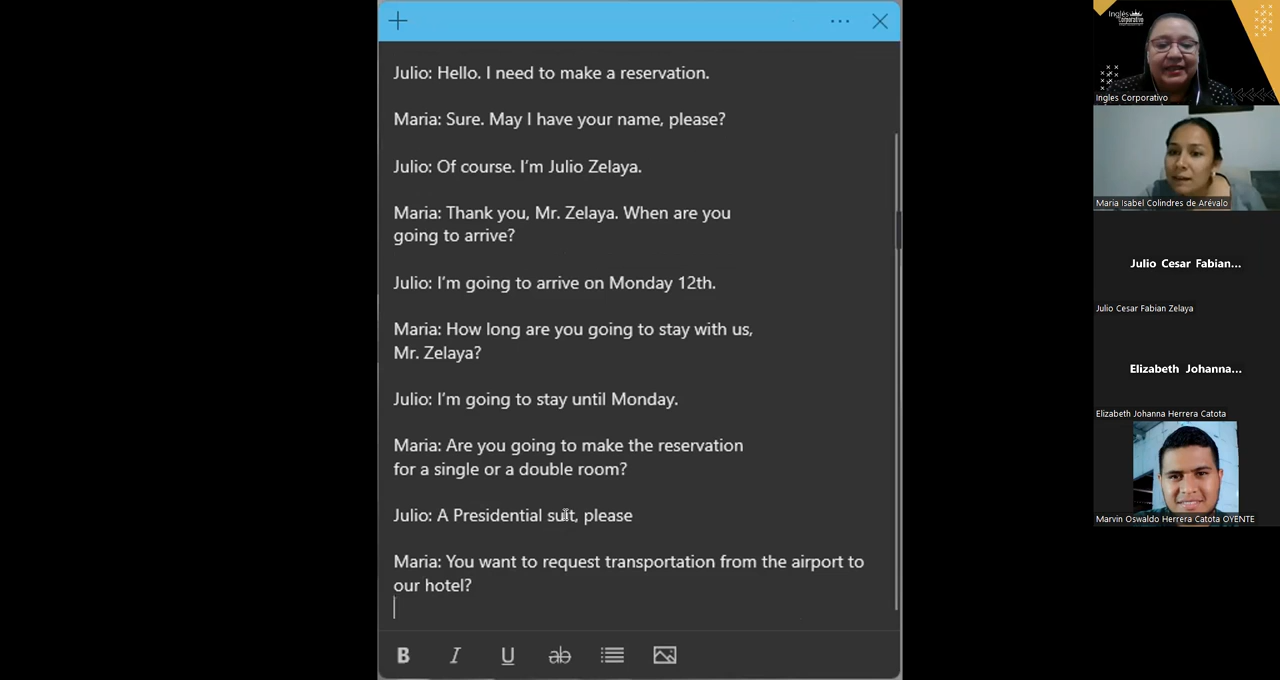 Julio: Hello. I need to make a reservation.
Maria: Sure. May I have your name, please?
Julio: Of course. I'm Julio Zelaya.
Maria: Thank you, Mr. Zelaya. When are you
going to arrive?
Julio: I'm going to arrive on Monday 12th.
Maria: How long are you going to stay with us,
Mr. Zelaya?
Julio: I'm going to stay until Monday.
Maria: Are you going to make the reservation
for a single or a double room?
Julio: A Presidential suit, please
Maria: You want to request transportation from the airport to
our hotel?
B I U ab
Inglés
Corporativo
Ingles Corporativo
Maria Isabel Colindres de Arévalo
Julio Cesar Fabian...
Julio Cesar Fabian Zelaya
Elizabeth Johanna...
Elizabeth Johanna Herrera Catota
Marvin Oswaldo Herrera Catota OYENTE